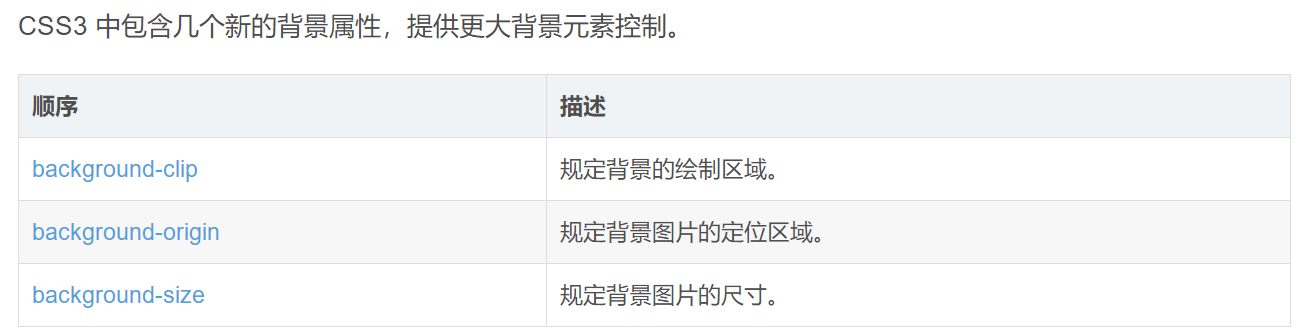 CSS3 中包含几个新的背景属性，提供更大背景元素控制。
顺序 描述
background-clip 规定背景的绘制区域。
background-origin 规定背景图片的定位区域。
background-size 规定背景图片的尺寸。